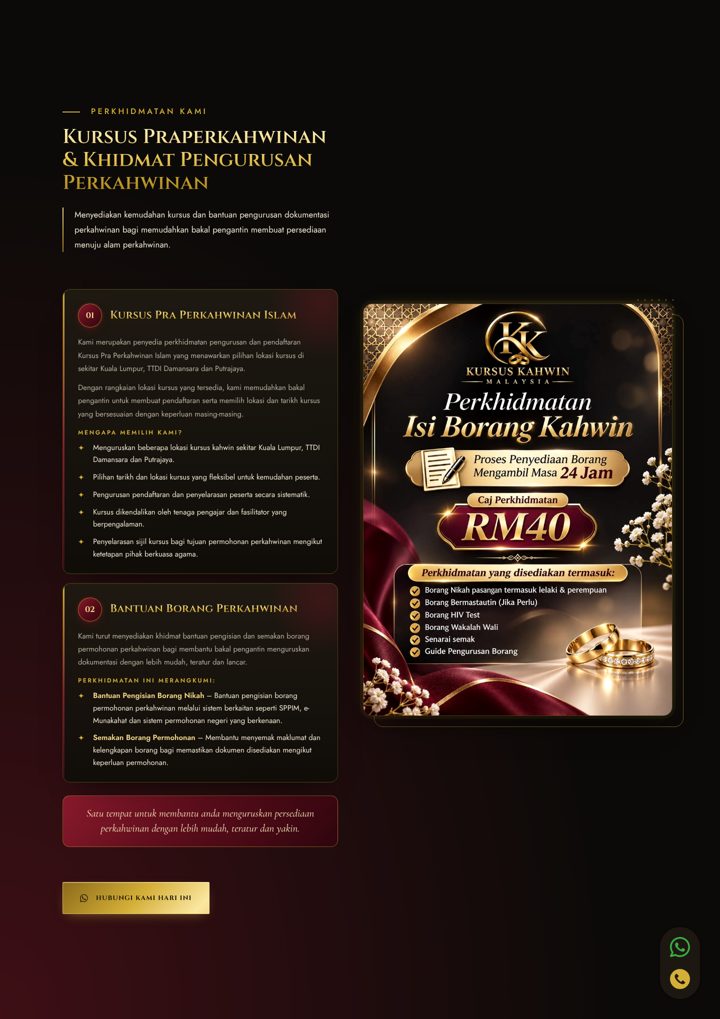 PERKHIDMATAN KAMI
KURSUS PRAPERKAHWINAN
& KHIDMAT PENGURUSAN
PERKAHWINAN
Menyediakan kemudahan kursus dan bantuan pengurusan dokumentasi
perkahwinan bagi memudahkan bakal pengantin membuat persediaan
menuju alam perkahwinan.
01 KURSUS PRA PERKAHWINAN ISLAM
Kami merupakan penyedia perkhidmatan pengurusan dan pendaftaran
Kursus Pra Perkahwinan Islam yang menawarkan pilihan lokasi kursus di
sekitar Kuala Lumpur, TTDI Damansara dan Putrajaya.
Dengan rangkaian lokasi kursus yang tersedia, kami memudahkan bakal
pengantin untuk membuat pendaftaran serta memilih lokasi dan tarikh kursus
yang bersesuaian dengan keperluan masing-masing.
MENGAPA MEMILIH KAMI?
Menguruskan beberapa lokasi kursus kahwin sekitar Kuala Lumpur, TTDI
Damansara dan Putrajaya.
Pilihan tarikh dan lokasi kursus yang fleksibel untuk kemudahan peserta.
Pengurusan pendaftaran dan penyelarasan peserta secara sistematik.
Kursus dikendalikan oleh tenaga pengajar dan fasilitator yang
berpengalaman.
Penyelarasan sijil kursus bagi tujuan permohonan perkahwinan mengikut
ketetapan pihak berkuasa agama.
02 BANTUAN BORANG PERKAHWINAN
Kami turut menyediakan khidmat bantuan pengisian dan semakan borang
permohonan perkahwinan bagi membantu bakal pengantin menguruskan
dokumentasi dengan lebih mudah, teratur dan lancar.
PERKHIDMATAN INI MERANGKUMI:
Bantuan Pengisian Borang Nikah – Bantuan pengisian borang
permohonan perkahwinan melalui sistem berkaitan seperti SPPIM, e-
Munakahat dan sistem permohonan negeri yang berkenaan.
Semakan Borang Permohonan – Membantu menyemak maklumat dan
kelengkapan borang bagi memastikan dokumen disediakan mengikut
keperluan permohonan.
Satu tempat untuk membantu anda menguruskan persediaan
perkahwinan dengan lebih mudah, teratur dan yakin.
HUBUNGI KAMI HARI INI
KK
KURSUS KAHWIN
MALAYSIA
Perkhidmatan
Isi Borang Kahwin
Proses Penyediaan Borang
Mengambil Masa 24 Jam
Caj Perkhidmatan
RM40
Perkhidmatan yang disediakan termasuk:
Borang Nikah pasangan termasuk lelaki & perempuan
Borang Bermastautin (Jika Perlu)
Borang HIV Test
Borang Wakalah Wali
Senarai semak
Guide Pengurusan Borang